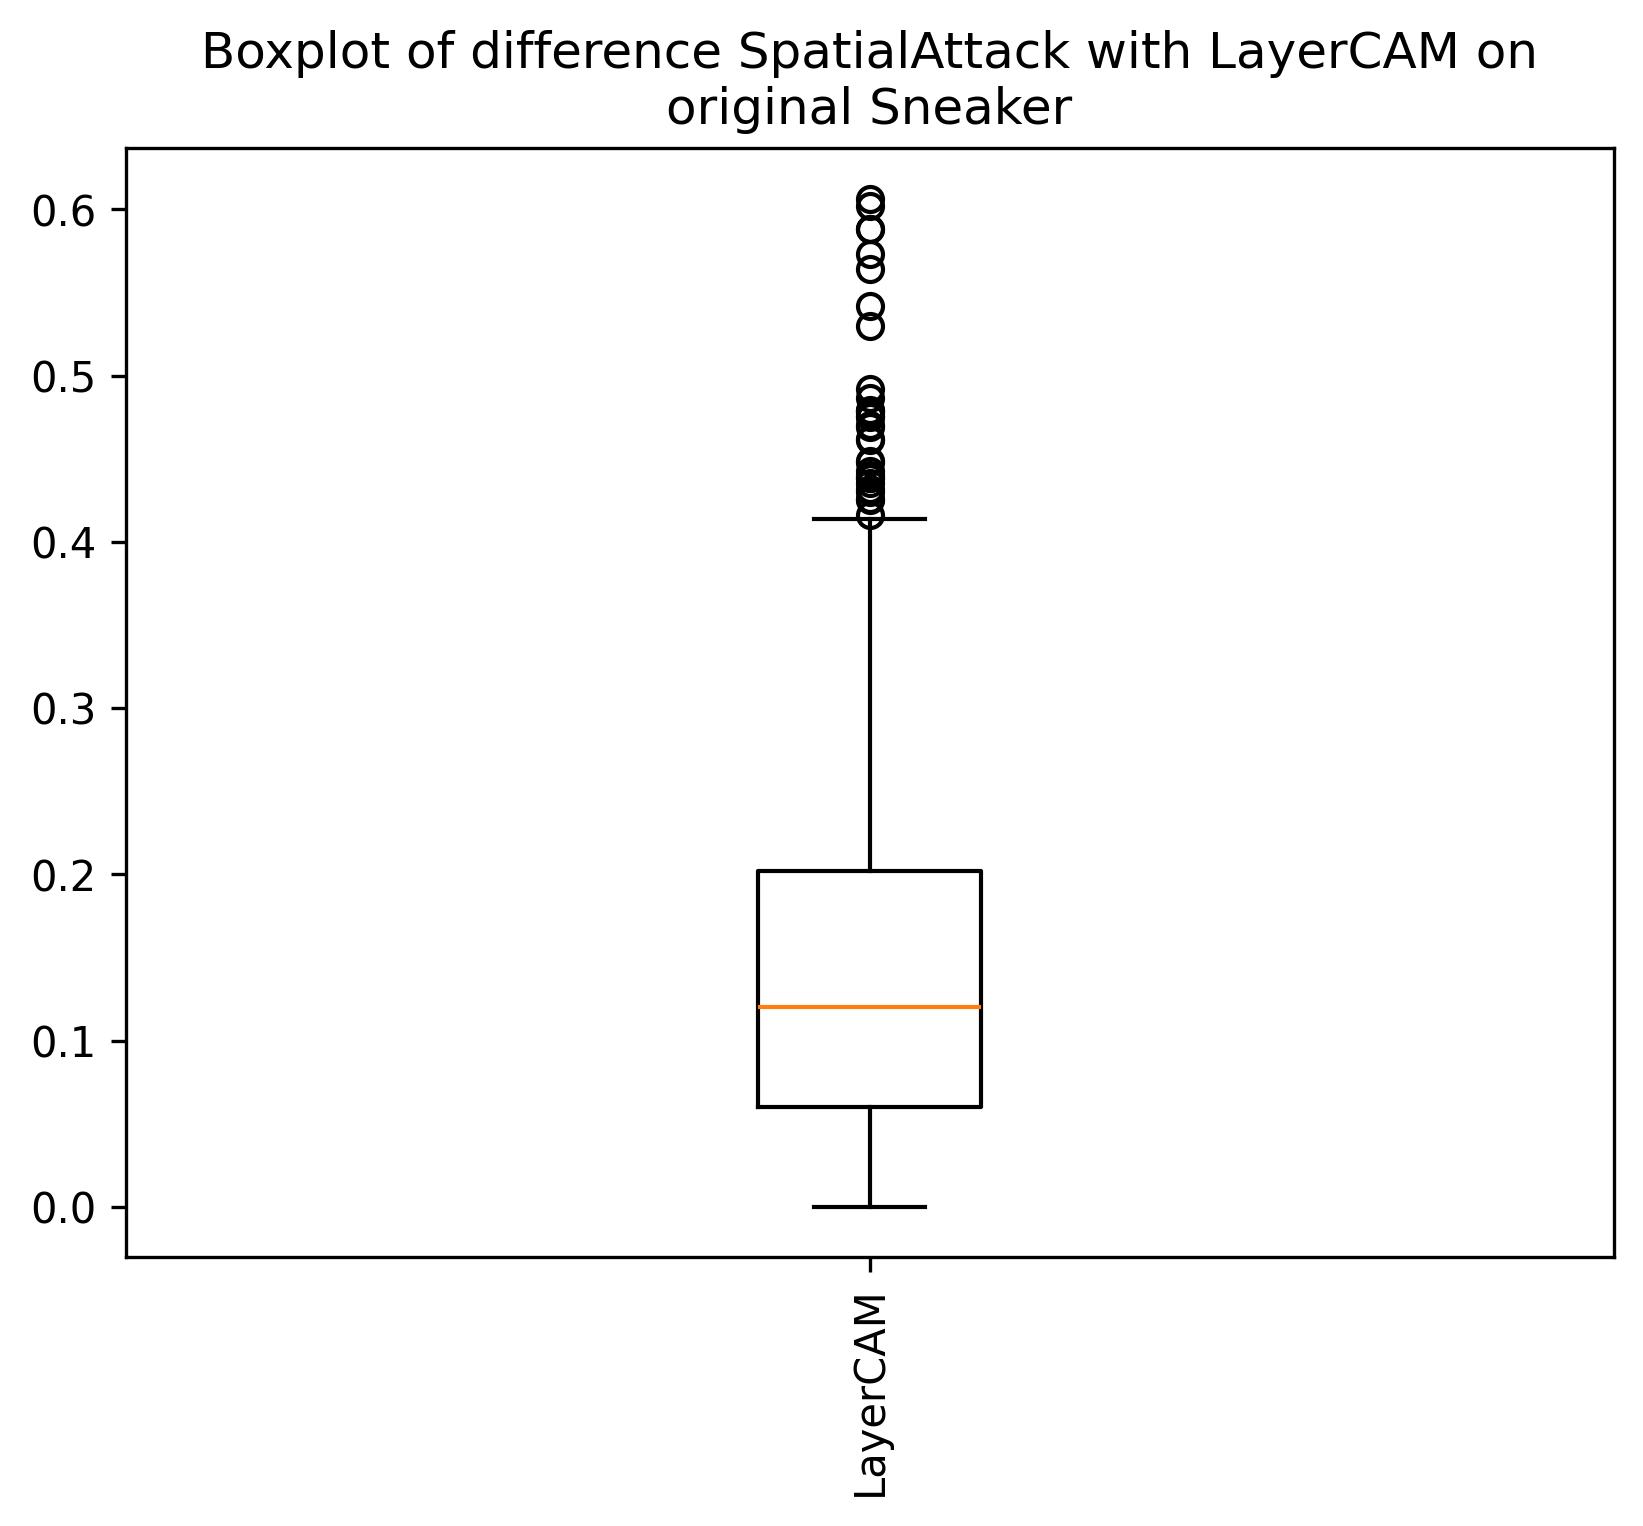 Boxplot of difference SpatialAttack with LayerCAM on
original Sneaker
0.6
0.5
0.4
0.3
0.2
0.1
0.0
LayerCAM